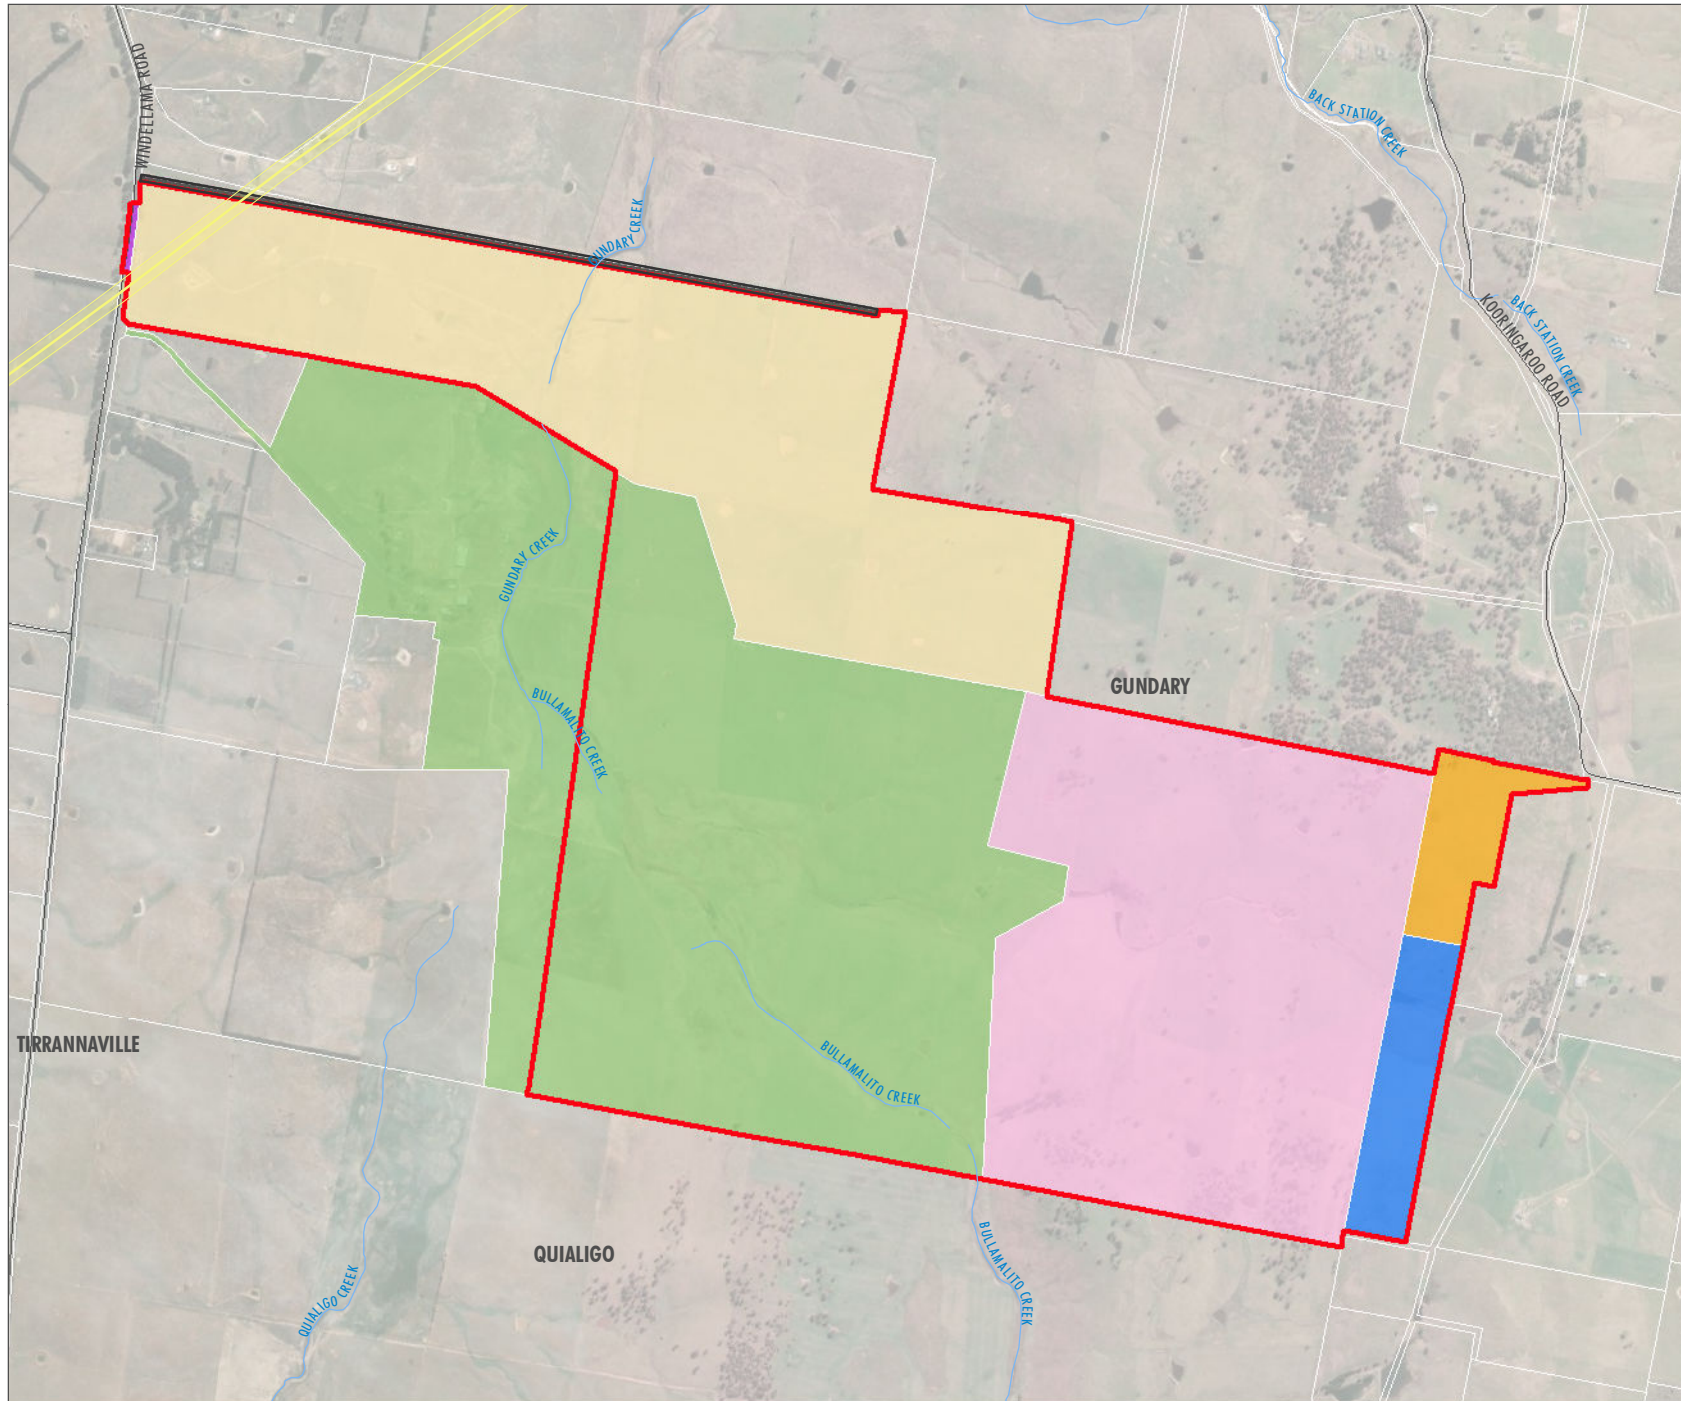 WINDELLAMA ROAD
BACK STATION CREEK
GUNDARY CREEK
BACK STATION CREEK
KOORINGAROO ROAD
GUNDARY CREEK
GUNDARY
BULLAMALITO CREEK
TIRRANNAVILLE
BULLAMALITO CREEK
QUIALIGO
BULLAMALITO CREEK
QUIALIGO CREEK